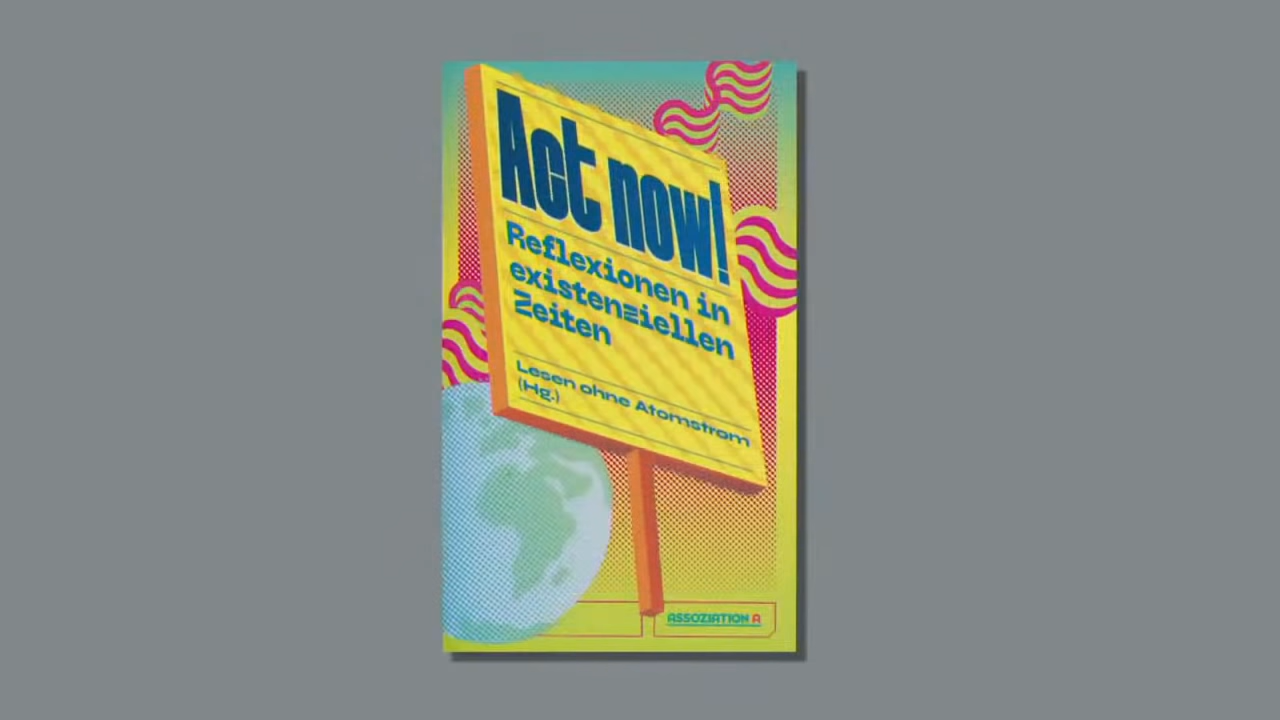 Act now!
Reflexionen in
existenziellen
Zeiten
Lesen ohne Atomstrom
(Hg.)
ASSOZIATION A